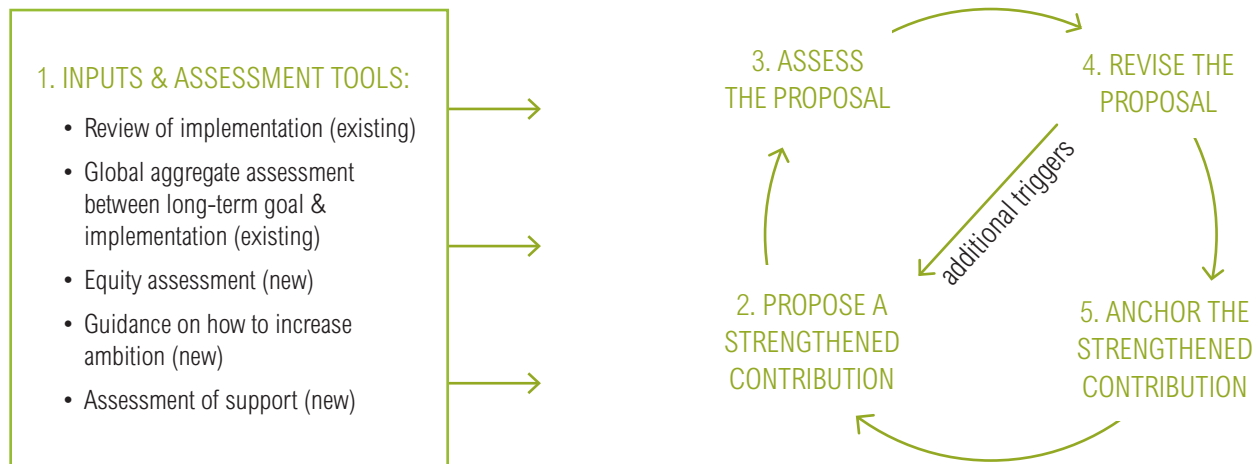 1. INPUTS & ASSESSMENT TOOLS:
• Review of implementation (existing)
• Global aggregate assessment
between long-term goal &
implementation (existing)
• Equity assessment (new)
• Guidance on how to increase
ambition (new)
• Assessment of support (new)
3. ASSESS
THE PROPOSAL
4. REVISE THE
PROPOSAL
additional triggers
2. PROPOSE A
STRENGTHENED
CONTRIBUTION
5. ANCHOR THE
STRENGTHENED
CONTRIBUTION